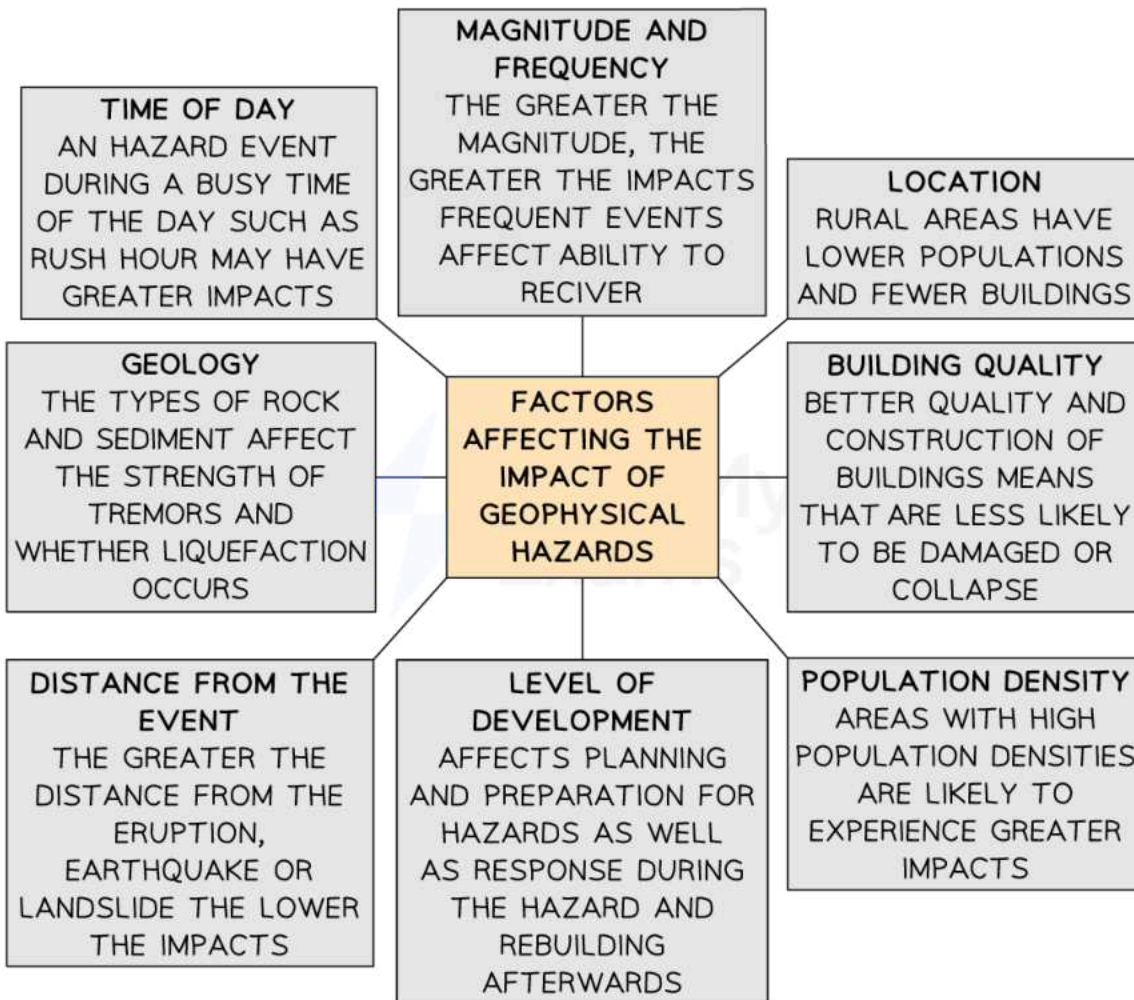 MAGNITUDE AND
FREQUENCY
THE GREATER THE
MAGNITUDE, THE
GREATER THE IMPACTS
FREQUENT EVENTS
AFFECT ABILITY TO
RECIVER
TIME OF DAY
AN HAZARD EVENT
DURING A BUSY TIME
OF THE DAY SUCH AS
RUSH HOUR MAY HAVE
GREATER IMPACTS
LOCATION
RURAL AREAS HAVE
LOWER POPULATIONS
AND FEWER BUILDINGS
GEOLOGY
THE TYPES OF ROCK
AND SEDIMENT AFFECT
THE STRENGTH OF
TREMORS AND
WHETHER LIQUEFACTION
OCCURS
FACTORS
AFFECTING THE
IMPACT OF
GEOPHYSICAL
HAZARDS
BUILDING QUALITY
BETTER QUALITY AND
CONSTRUCTION OF
BUILDINGS MEANS
THAT ARE LESS LIKELY
TO BE DAMAGED OR
COLLAPSE
DISTANCE FROM THE
EVENT
THE GREATER THE
DISTANCE FROM THE
ERUPTION,
EARTHQUAKE OR
LANDSLIDE THE LOWER
THE IMPACTS
LEVEL OF
DEVELOPMENT
AFFECTS PLANNING
AND PREPARATION FOR
HAZARDS AS WELL
AS RESPONSE DURING
THE HAZARD AND
REBUILDING
AFTERWARDS
POPULATION DENSITY
AREAS WITH HIGH
POPULATION DENSITIES
ARE LIKELY TO
EXPERIENCE GREATER
IMPACTS